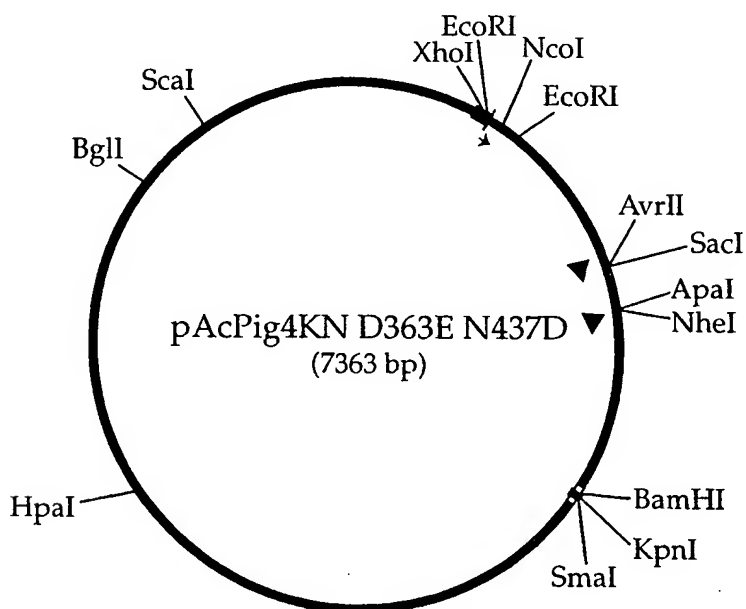 EcoRI
XhoI
NcoI
ScaI
EcoRI
BglI
AvrII
SacI
ApaI
NheI
pAcPig4KN D363E N437D
(7363 bp)
HpaI
BamHI
KpnI
SmaI